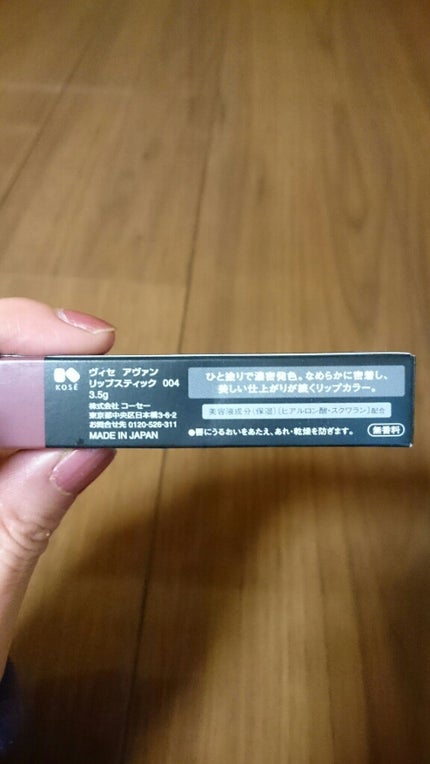 KOSÉ
ヴィセ アヴァン
リップスティック 004
3.5g
株式会社 コーセー
東京都中央区日本橋3-6-2
お問合せ先 0120-526-311
MADE IN JAPAN
ひと塗りで濃密発色。なめらかに密着し、
美しい仕上がりが続くリップカラー。
美容液成分(保湿)[ヒアルロン酸・スクワラン]配合
●唇にうるおいをあたえ、あれ・乾燥を防ぎます。
無香料